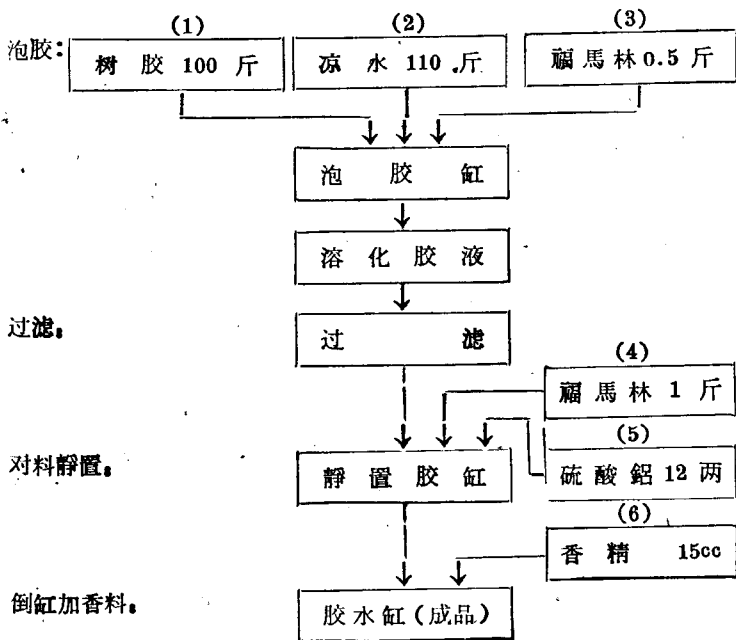 (1) (2) (3)
泡胶: 树胶 100 斤 凉水 110 斤 福馬林 0.5 斤
泡胶缸
溶化胶液
过滤: 过滤
(4)
福馬林 1 斤
(5)
对料靜置: 靜置胶缸 硫酸鋁 12 两
(6)
香精 15cc
倒缸加香料: 胶水缸(成品)